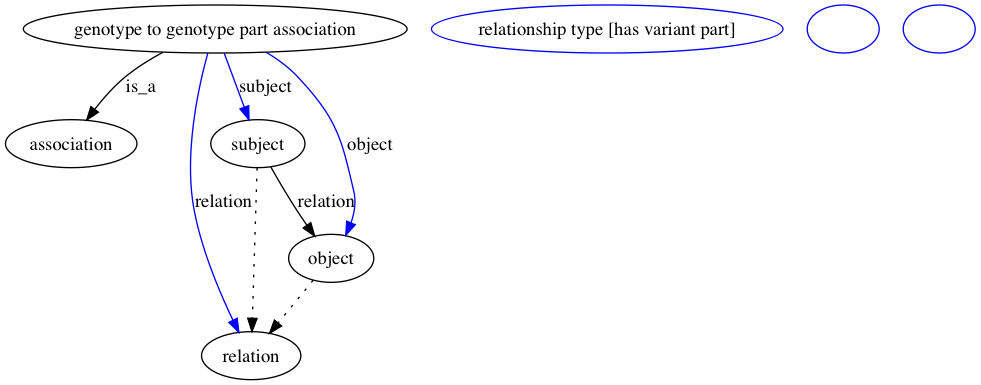 genotype to genotype part association
relationship type [has variant part]
is_a
subject
association
subject
object
relation
relation
object
relation